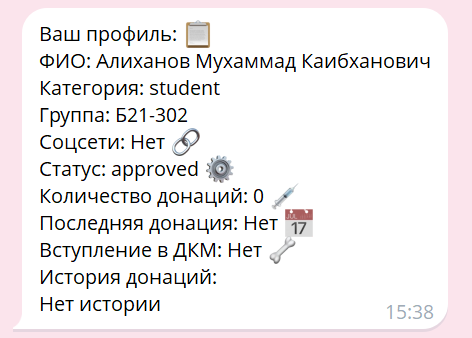 Ваш профиль: 📋
ФИО: Алиханов Мухаммад Каибханович
Категория: student
Группа: Б21-302
Соцсети: Нет 🔗
Статус: approved ⚙️
Количество донаций: 0 💉
Последняя донация: Нет 📅
Вступление в ДКМ: Нет 🦴
История донаций:
Нет истории
15:38